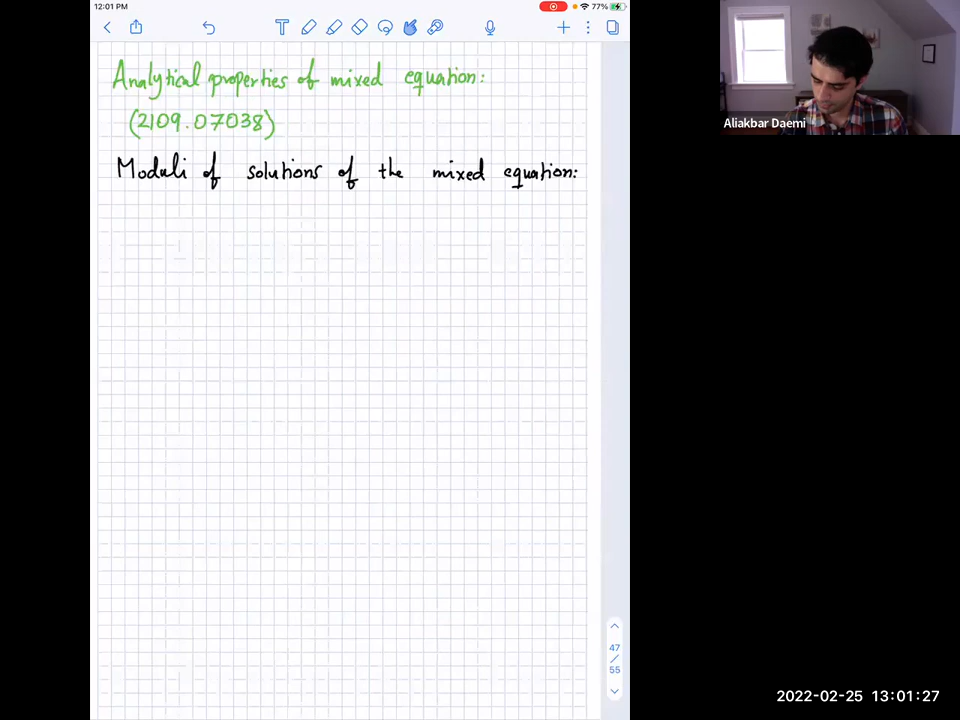 12:01 PM
77%
Analytical properties of mixed equation:
(2109.07038)
Moduli of solutions of the mixed equation:
Aliakbar Daemi
47
/
55
2022-02-25 13:01:27